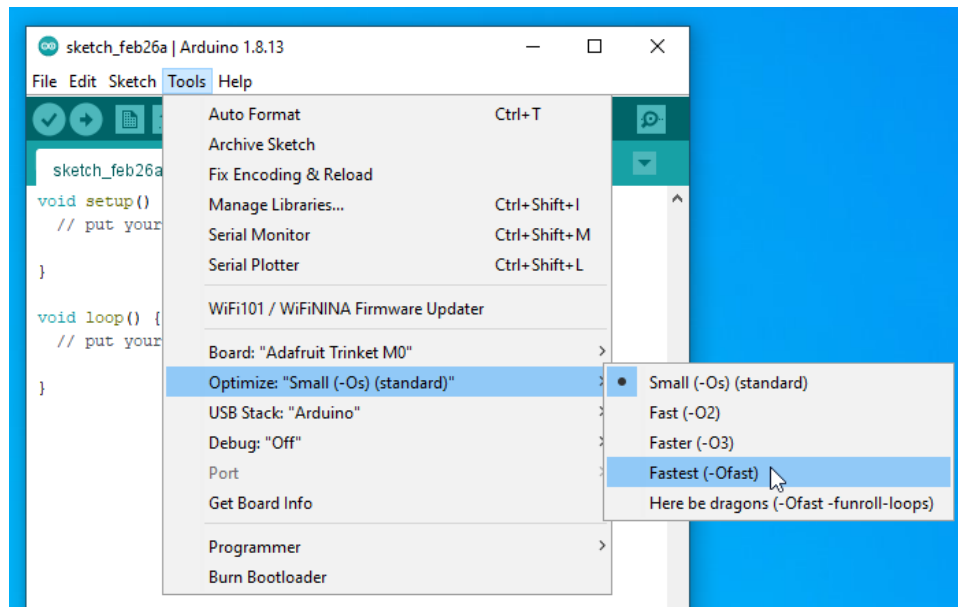 sketch_feb26a | Arduino 1.8.13
File Edit Sketch Tools Help
sketch_feb26a
void setup()
// put your
}
void loop() {
// put your
}
Auto Format Ctrl+T
Archive Sketch
Fix Encoding & Reload
Manage Libraries... Ctrl+Shift+I
Serial Monitor Ctrl+Shift+M
Serial Plotter Ctrl+Shift+L
WiFi101 / WiFiNINA Firmware Updater
Board: "Adafruit Trinket M0"
Optimize: "Small (-Os) (standard)"
USB Stack: "Arduino"
Debug: "Off"
Port
Get Board Info
Programmer
Burn Bootloader
Small (-Os) (standard)
Fast (-O2)
Faster (-O3)
Fastest (-Ofast)
Here be dragons (-Ofast -funroll-loops)